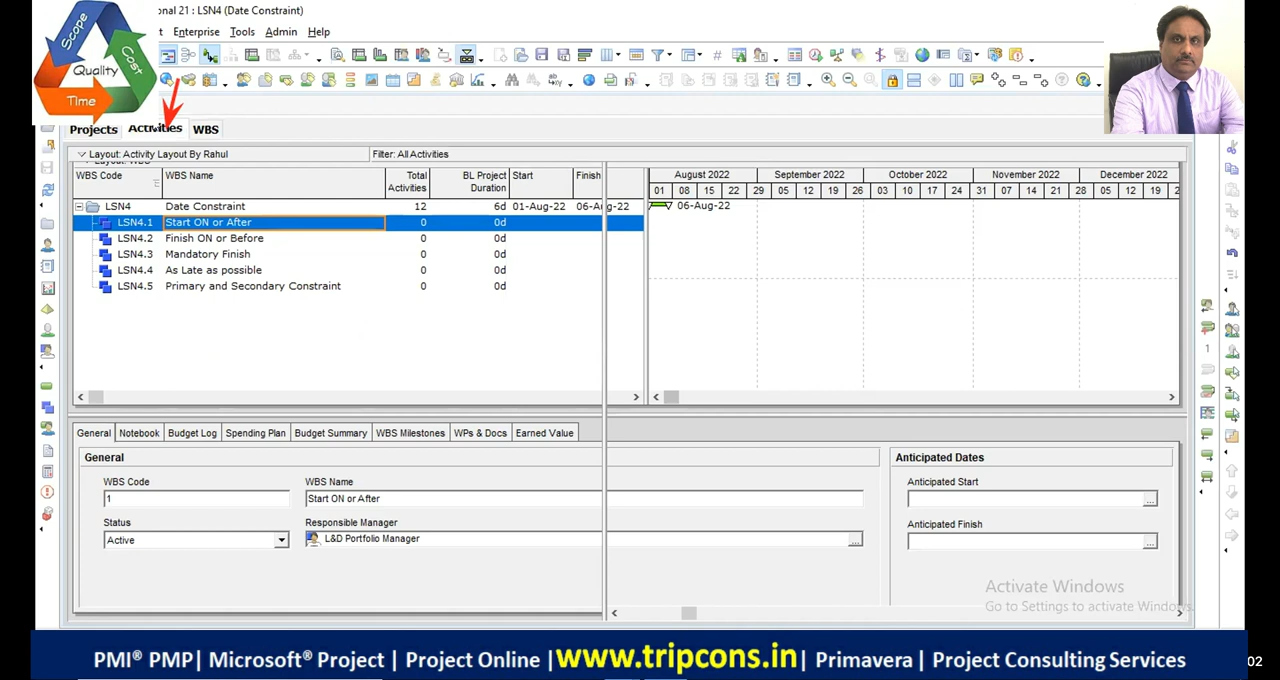 onal 21 : LSN4 (Date Constraint)
t Enterprise Tools Admin Help
Scope Cost Quality Time
Projects Activities WBS
Layout: Activity Layout By Rahul Filter: All Activities
WBS Code WBS Name Total Activities BL Project Duration Start Finish August 2022 September 2022 October 2022 November 2022 December 2022
01 08 15 22 29 05 12 19 26 03 10 17 24 31 07 14 21 28 05 12 19 2
LSN4 Date Constraint 12 6d 01-Aug-22 06-Aug-22 06-Aug-22
LSN4.1 Start ON or After 0 0d
LSN4.2 Finish ON or Before 0 0d
LSN4.3 Mandatory Finish 0 0d
LSN4.4 As Late as possible 0 0d
LSN4.5 Primary and Secondary Constraint 0 0d
1
General Notebook Budget Log Spending Plan Budget Summary WBS Milestones WPs & Docs Earned Value
General Anticipated Dates
WBS Code WBS Name Anticipated Start
1 Start ON or After
Status Responsible Manager Anticipated Finish
Active L&D Portfolio Manager
Activate Windows
Go to Settings to activate Windows.
PMI® PMP| Microsoft® Project | Project Online |www.tripcons.in| Primavera | Project Consulting Services
02